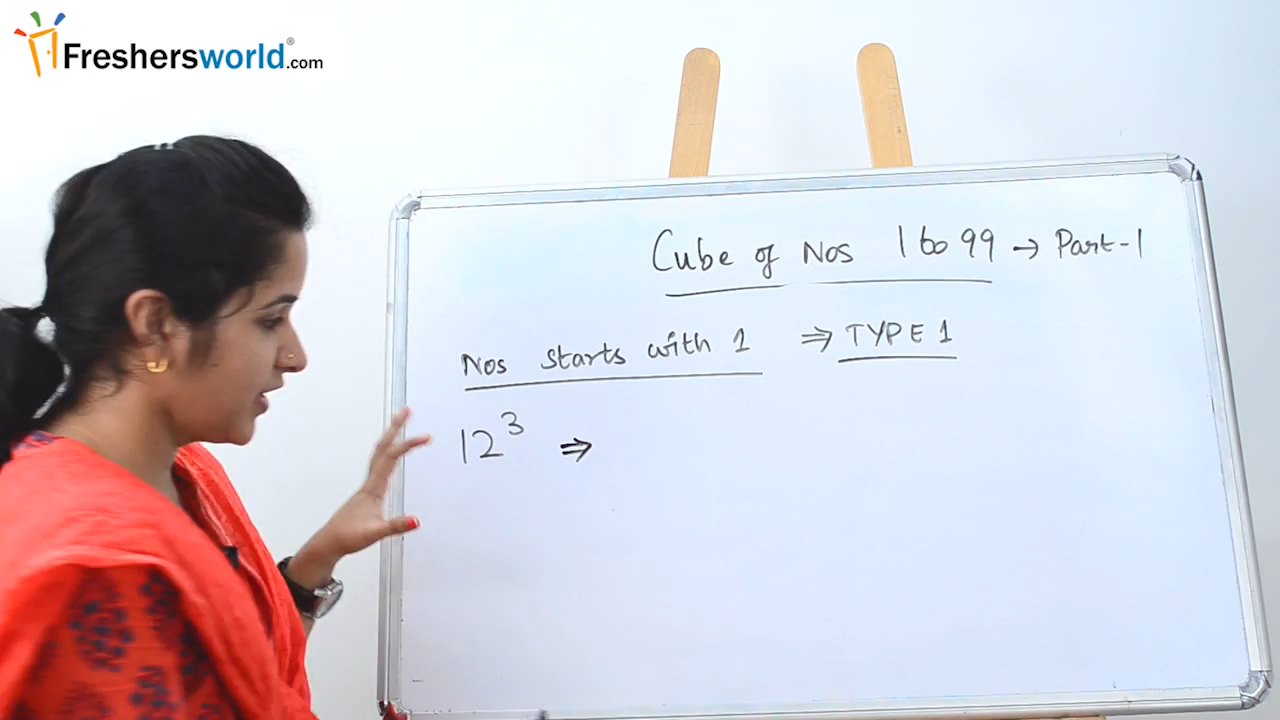 Freshersworld®.com
Cube of Nos 1 to 99 → Part-1
Nos starts with 1 ⇒ TYPE 1
12³ ⇒